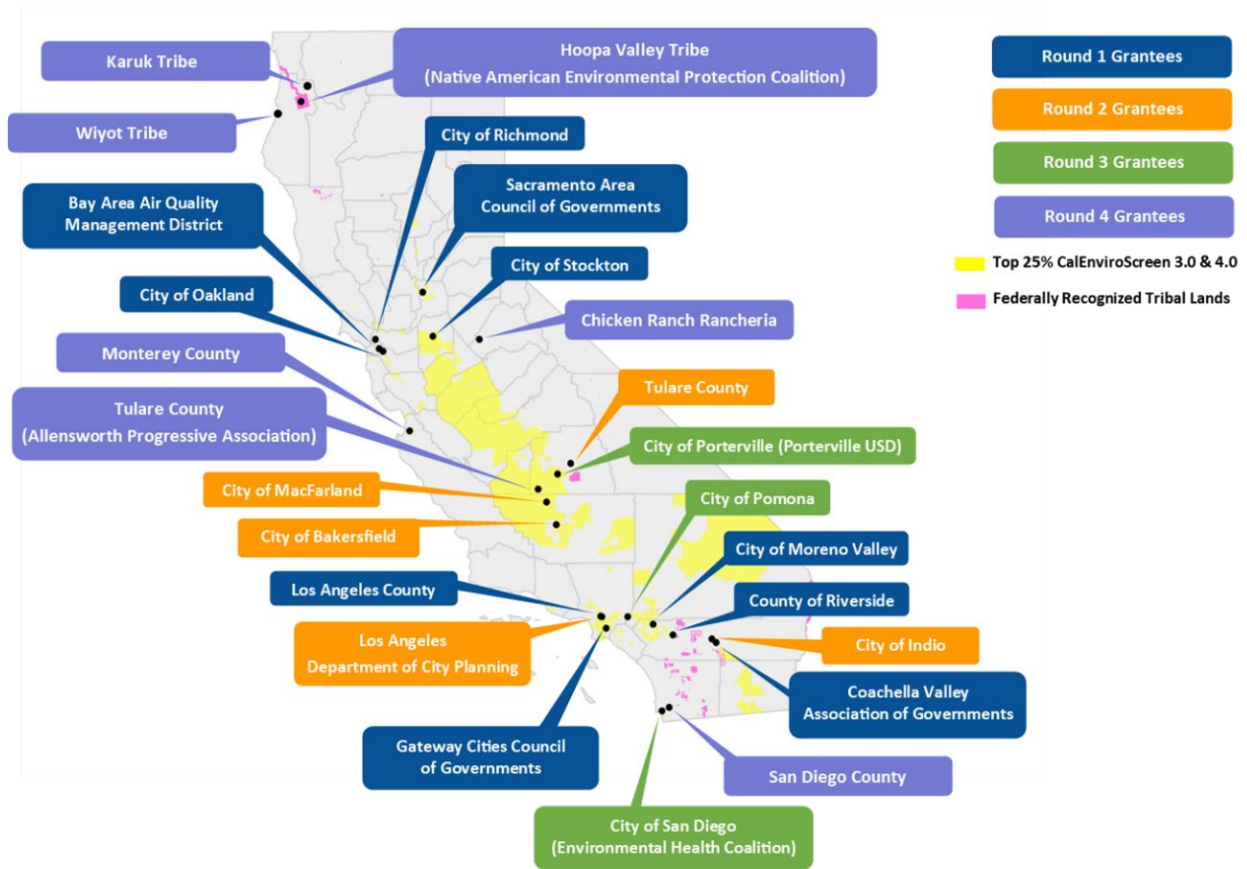 Karuk Tribe
Hoopa Valley Tribe
(Native American Environmental Protection Coalition)
Wiyot Tribe
City of Richmond
Bay Area Air Quality
Management District
Sacramento Area
Council of Governments
City of Stockton
City of Oakland
Chicken Ranch Rancheria
Monterey County
Tulare County
Tulare County
(Allensworth Progressive Association)
City of Porterville (Porterville USD)
City of MacFarland
City of Pomona
City of Bakersfield
City of Moreno Valley
Los Angeles County
County of Riverside
Los Angeles
Department of City Planning
City of Indio
Coachella Valley
Association of Governments
Gateway Cities Council
of Governments
San Diego County
City of San Diego
(Environmental Health Coalition)
Round 1 Grantees
Round 2 Grantees
Round 3 Grantees
Round 4 Grantees
Top 25% CalEnviroScreen 3.0 & 4.0
Federally Recognized Tribal Lands